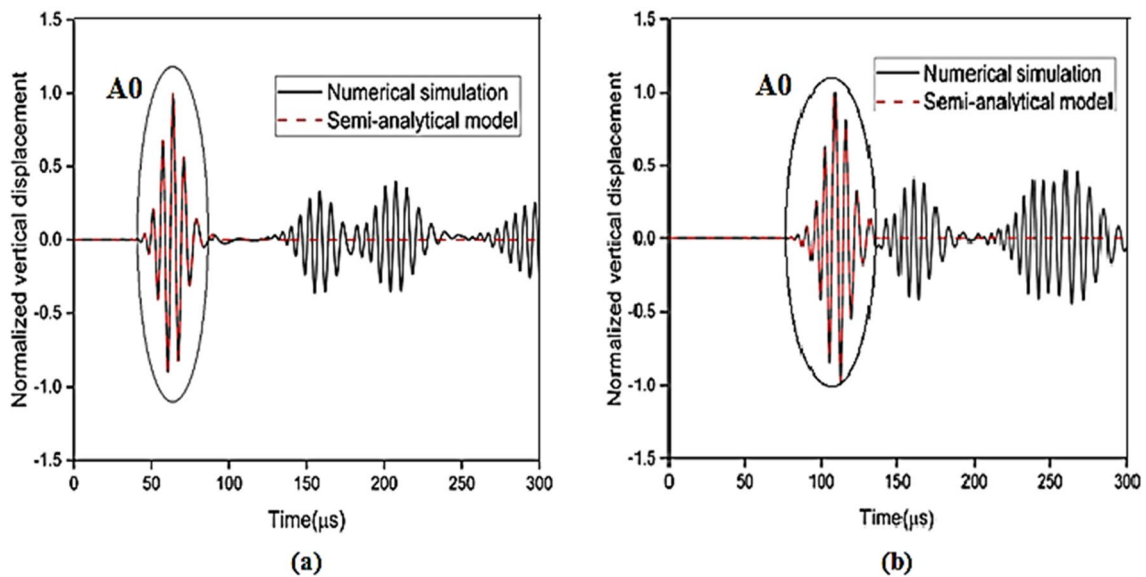 1.5
1.0
0.5
0.0
-0.5
-1.0
-1.5
Normalized vertical displacement
A0
Numerical simulation
Semi-analytical model
0
50
100
150
200
250
300
Time(μs)
(a)
1.5
1.0
0.5
0.0
-0.5
-1.0
-1.5
Normalized vertical displacement
A0
Numerical simulation
Semi-analytical model
0
50
100
150
200
250
300
Time(μs)
(b)